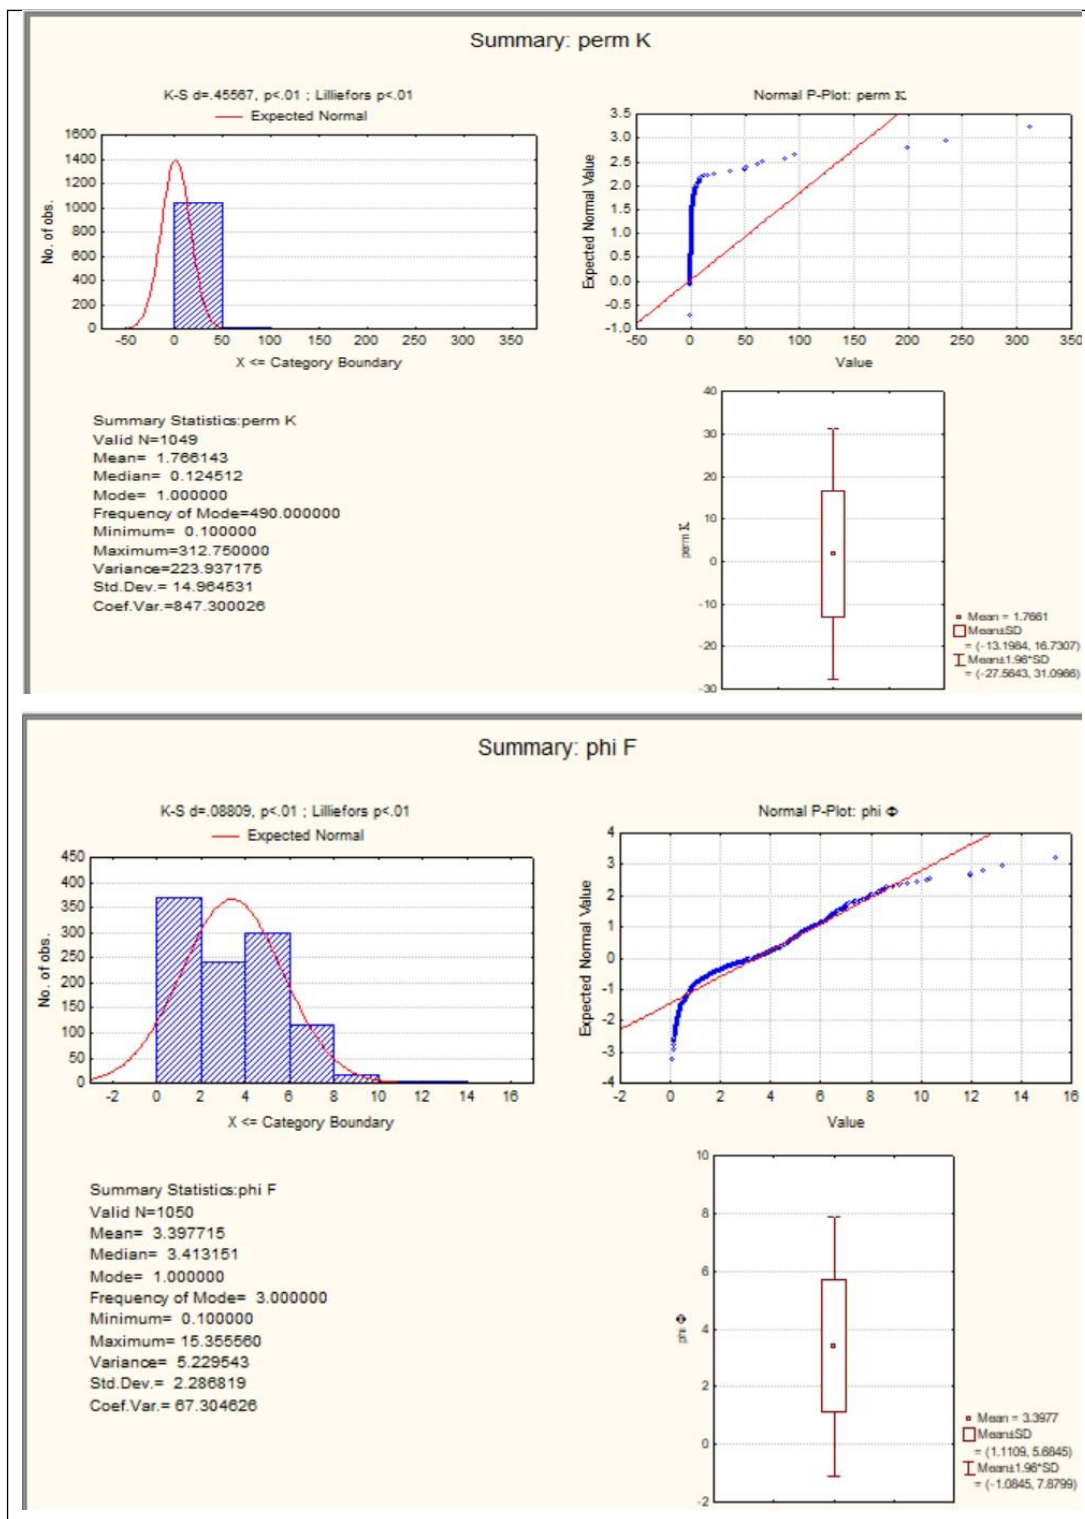 Summary: perm K
K-S d=.45567, p<.01 ; Lilliefors p<.01
Expected Normal
1600
1400
1200
1000
800
600
400
200
0
No. of obs.
-50 0 50 100 150 200 250 300 350
X <= Category Boundary
Normal P-Plot: perm K
3.5
3.0
2.5
2.0
1.5
1.0
0.5
0.0
-0.5
-1.0
Expected Normal Value
-50 0 50 100 150 200 250 300 350
Value
Summary Statistics:perm K
Valid N=1049
Mean= 1.766143
Median= 0.124512
Mode= 1.000000
Frequency of Mode=490.000000
Minimum= 0.100000
Maximum=312.750000
Variance=223.937175
Std.Dev.= 14.964531
Coef.Var.=847.300026
40
30
20
10
0
-10
-20
-30
perm K
Mean = 1.7661
Mean±SD
= (-13.1984, 16.7307)
Mean±1.96*SD
= (-27.5643, 31.0966)
Summary: phi F
K-S d=.08809, p<.01 ; Lilliefors p<.01
Expected Normal
450
400
350
300
250
200
150
100
50
0
No. of obs.
-2 0 2 4 6 8 10 12 14 16
X <= Category Boundary
Normal P-Plot: phi Φ
4
3
2
1
0
-1
-2
-3
-4
Expected Normal Value
-2 0 2 4 6 8 10 12 14 16
Value
Summary Statistics:phi F
Valid N=1050
Mean= 3.397715
Median= 3.413151
Mode= 1.000000
Frequency of Mode= 3.000000
Minimum= 0.100000
Maximum= 15.355560
Variance= 5.229543
Std.Dev.= 2.286819
Coef.Var.= 67.304626
10
8
6
4
2
0
-2
phi Φ
Mean = 3.3977
Mean±SD
= (1.1109, 5.6845)
Mean±1.96*SD
= (-1.0845, 7.8799)